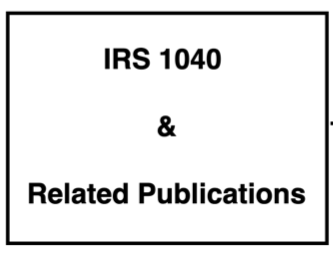 IRS 1040
&
Related Publications